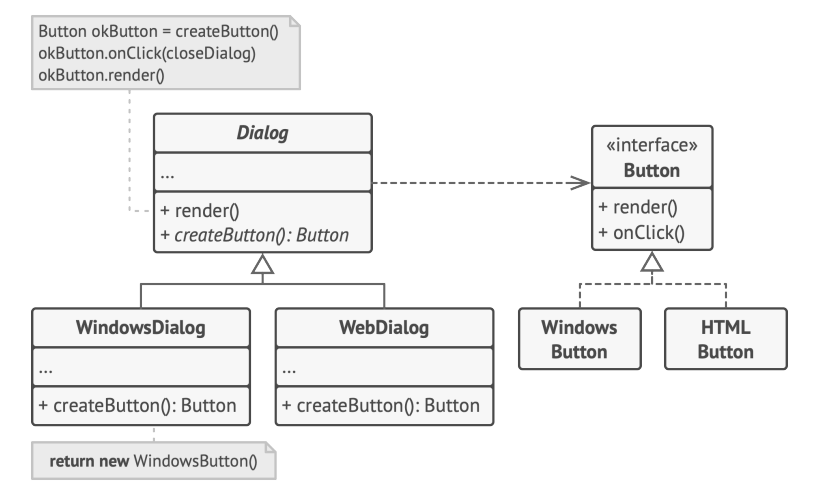 Button okButton = createButton()
okButton.onClick(closeDialog)
okButton.render()
Dialog
...
+ render()
+ createButton(): Button
«interface»
Button
+ render()
+ onClick()
WindowsDialog
...
+ createButton(): Button
WebDialog
...
+ createButton(): Button
Windows
Button
HTML
Button
return new WindowsButton()